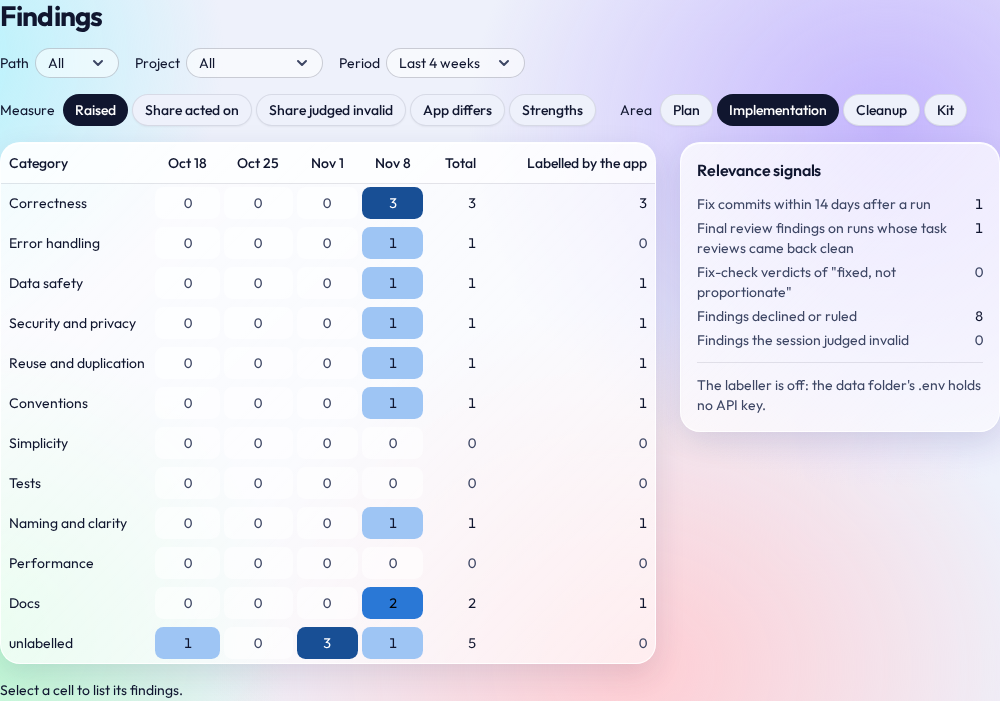 Findings
Path All Project All Period Last 4 weeks
Measure Raised Share acted on Share judged invalid App differs Strengths Area Plan Implementation Cleanup Kit
Category Oct 18 Oct 25 Nov 1 Nov 8 Total Labelled by the app
Correctness 0 0 0 3 3 3
Error handling 0 0 0 1 1 0
Data safety 0 0 0 1 1 1
Security and privacy 0 0 0 1 1 1
Reuse and duplication 0 0 0 1 1 1
Conventions 0 0 0 1 1 1
Simplicity 0 0 0 0 0 0
Tests 0 0 0 0 0 0
Naming and clarity 0 0 0 1 1 1
Performance 0 0 0 0 0 0
Docs 0 0 0 2 2 1
unlabelled 1 0 3 1 5 0
Select a cell to list its findings.
Relevance signals
Fix commits within 14 days after a run 1
Final review findings on runs whose task 1
reviews came back clean
Fix-check verdicts of "fixed, not 0
proportionate"
Findings declined or ruled 8
Findings the session judged invalid 0
The labeller is off: the data folder's .env holds
no API key.